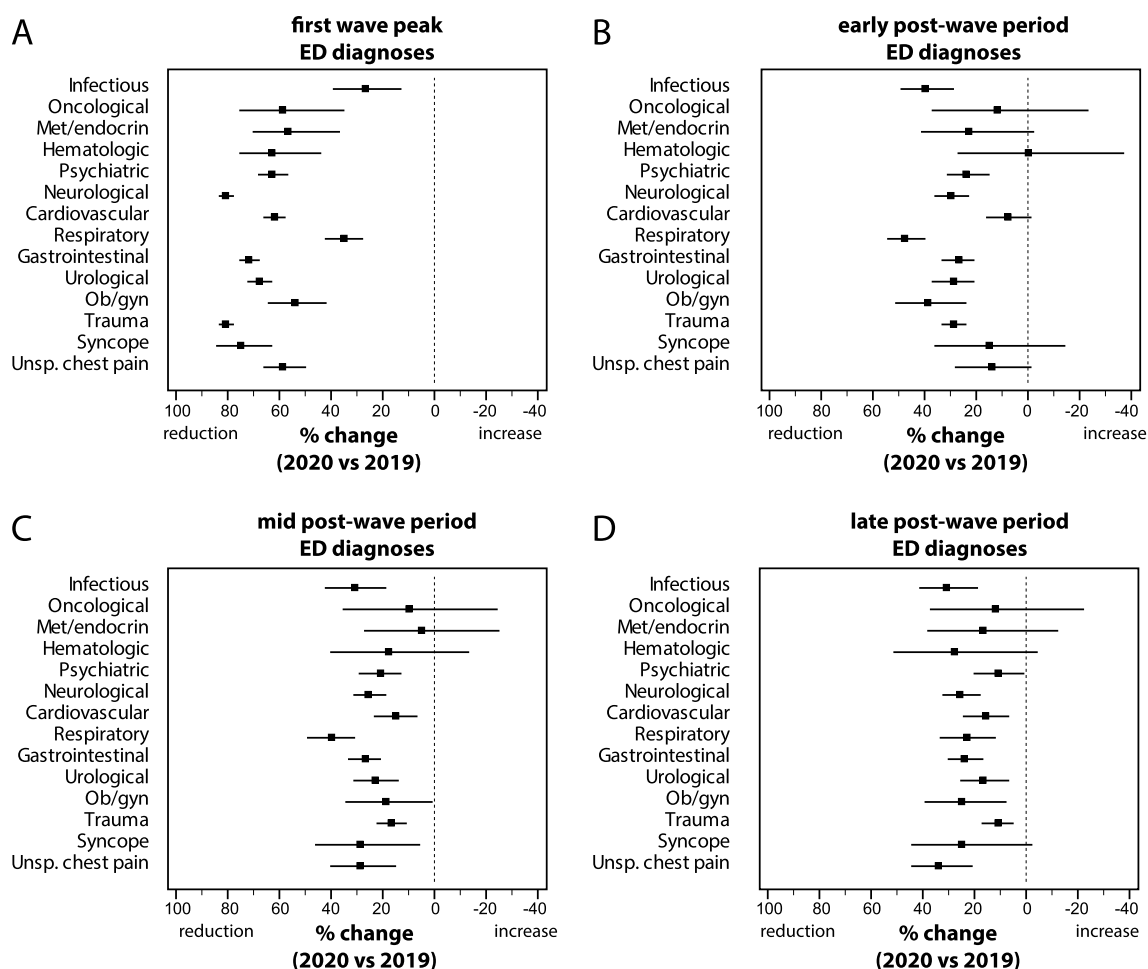 A
first wave peak
ED diagnoses
Infectious
Oncological
Met/endocrin
Hematologic
Psychiatric
Neurological
Cardiovascular
Respiratory
Gastrointestinal
Urological
Ob/gyn
Trauma
Syncope
Unsp. chest pain
100 80 60 40 20 0 -20 -40
reduction % change increase
(2020 vs 2019)
B
early post-wave period
ED diagnoses
Infectious
Oncological
Met/endocrin
Hematologic
Psychiatric
Neurological
Cardiovascular
Respiratory
Gastrointestinal
Urological
Ob/gyn
Trauma
Syncope
Unsp. chest pain
100 80 60 40 20 0 -20 -40
reduction % change increase
(2020 vs 2019)
C
mid post-wave period
ED diagnoses
Infectious
Oncological
Met/endocrin
Hematologic
Psychiatric
Neurological
Cardiovascular
Respiratory
Gastrointestinal
Urological
Ob/gyn
Trauma
Syncope
Unsp. chest pain
100 80 60 40 20 0 -20 -40
reduction % change increase
(2020 vs 2019)
D
late post-wave period
ED diagnoses
Infectious
Oncological
Met/endocrin
Hematologic
Psychiatric
Neurological
Cardiovascular
Respiratory
Gastrointestinal
Urological
Ob/gyn
Trauma
Syncope
Unsp. chest pain
100 80 60 40 20 0 -20 -40
reduction % change increase
(2020 vs 2019)